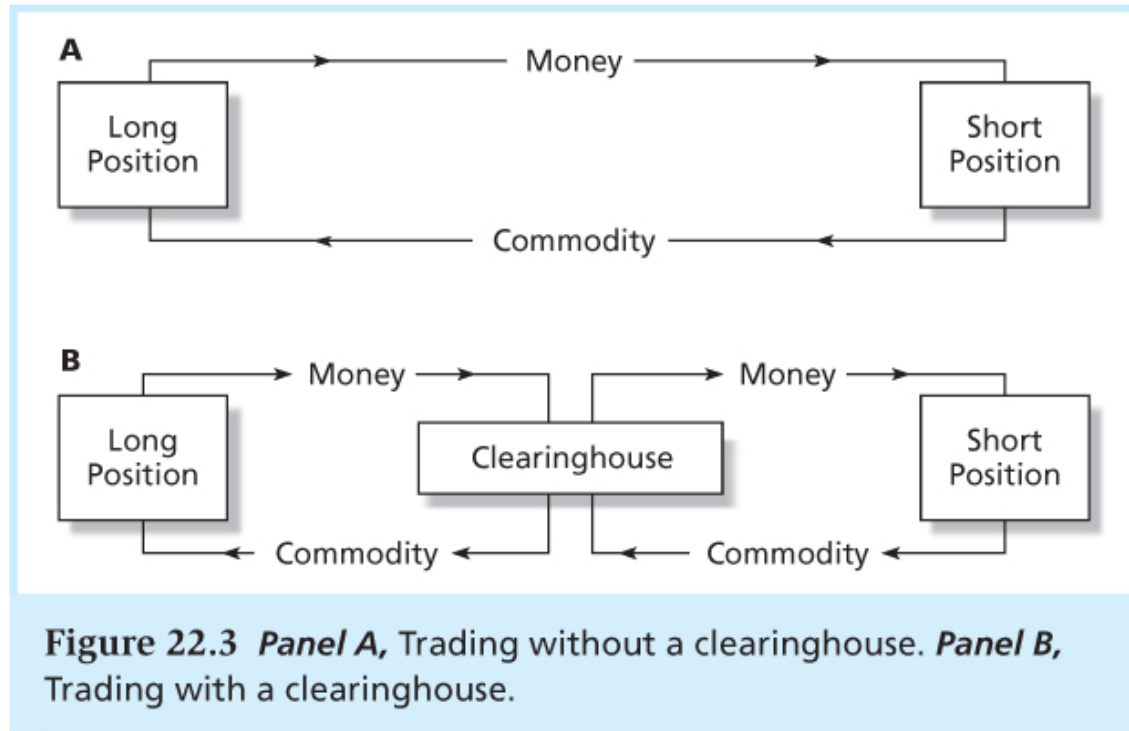 A
Money
Long
Position
Short
Position
Commodity
B
Money
Money
Long
Position
Clearinghouse
Short
Position
Commodity
Commodity
Figure 22.3 Panel A, Trading without a clearinghouse. Panel B,
Trading with a clearinghouse.